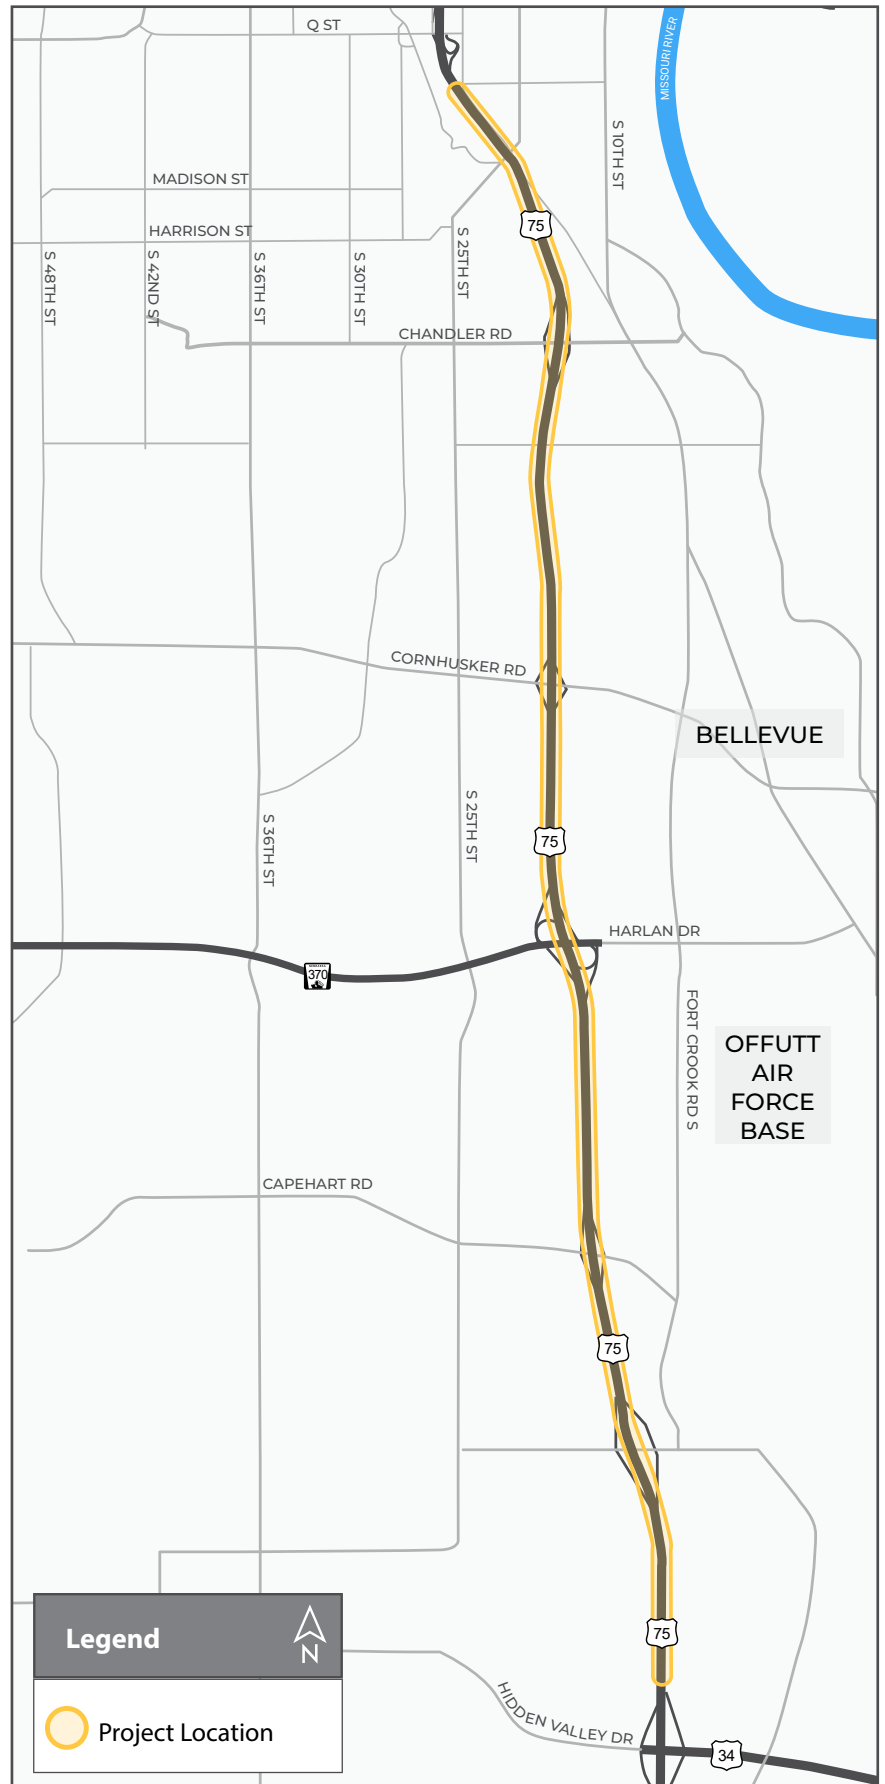 Q ST
MISSOURI RIVER
S 10TH ST
MADISON ST
75
HARRISON ST
S 48TH ST
S 42ND ST
S 36TH ST
S 30TH ST
S 25TH ST
CHANDLER RD
CORNHUSKER RD
BELLEVUE
S 36TH ST
S 25TH ST
75
HARLAN DR
370
FORT CROOK RD S
OFFUTT
AIR
FORCE
BASE
CAPEHART RD
75
Legend
N
75
Project Location
HIDDEN VALLEY DR
34